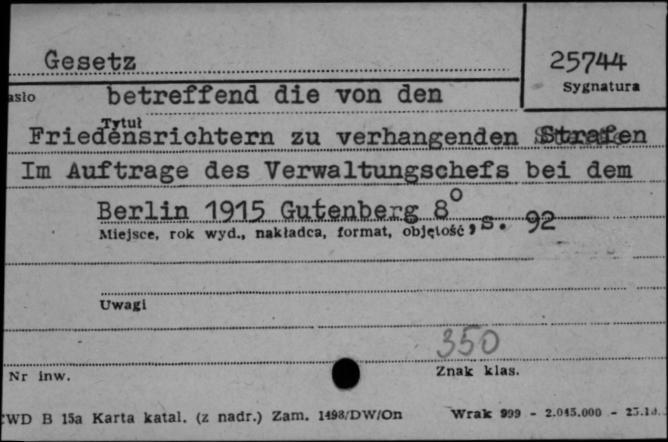 Gesetz 25744
asło betreffend die von den Sygnatura
Tytuł
Friedensrichtern zu verhangenden Strafen
Im Auftrage des Verwaltungschefs bei dem
Berlin 1915 Gutenberg 8° , s. 92
Miejsce, rok wyd., nakładca, format, objętość
Uwagi
350
Nr inw. Znak klas.
WD B 15a Karta katal. (z nadr.) Zam. 1498/DW/On Wrak 999 - 2.045.000 -